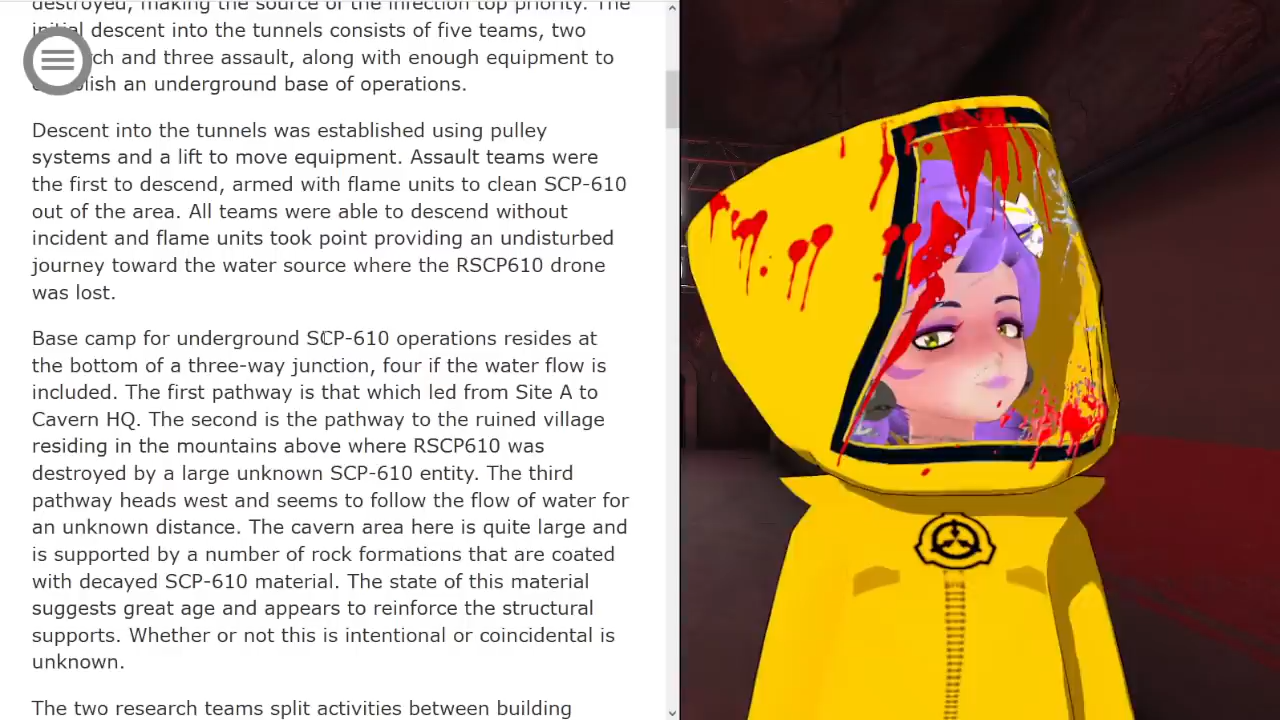 destroyed, making the source of the infection top priority. The
descent into the tunnels consists of five teams, two
and three assault, along with enough equipment to
an underground base of operations.
Descent into the tunnels was established using pulley
systems and a lift to move equipment. Assault teams were
the first to descend, armed with flame units to clean SCP-610
out of the area. All teams were able to descend without
incident and flame units took point providing an undisturbed
journey toward the water source where the RSCP610 drone
was lost.
Base camp for underground SCP-610 operations resides at
the bottom of a three-way junction, four if the water flow is
included. The first pathway is that which led from Site A to
Cavern HQ. The second is the pathway to the ruined village
residing in the mountains above where RSCP610 was
destroyed by a large unknown SCP-610 entity. The third
pathway heads west and seems to follow the flow of water for
an unknown distance. The cavern area here is quite large and
is supported by a number of rock formations that are coated
with decayed SCP-610 material. The state of this material
suggests great age and appears to reinforce the structural
supports. Whether or not this is intentional or coincidental is
unknown.
The two research teams split activities between building